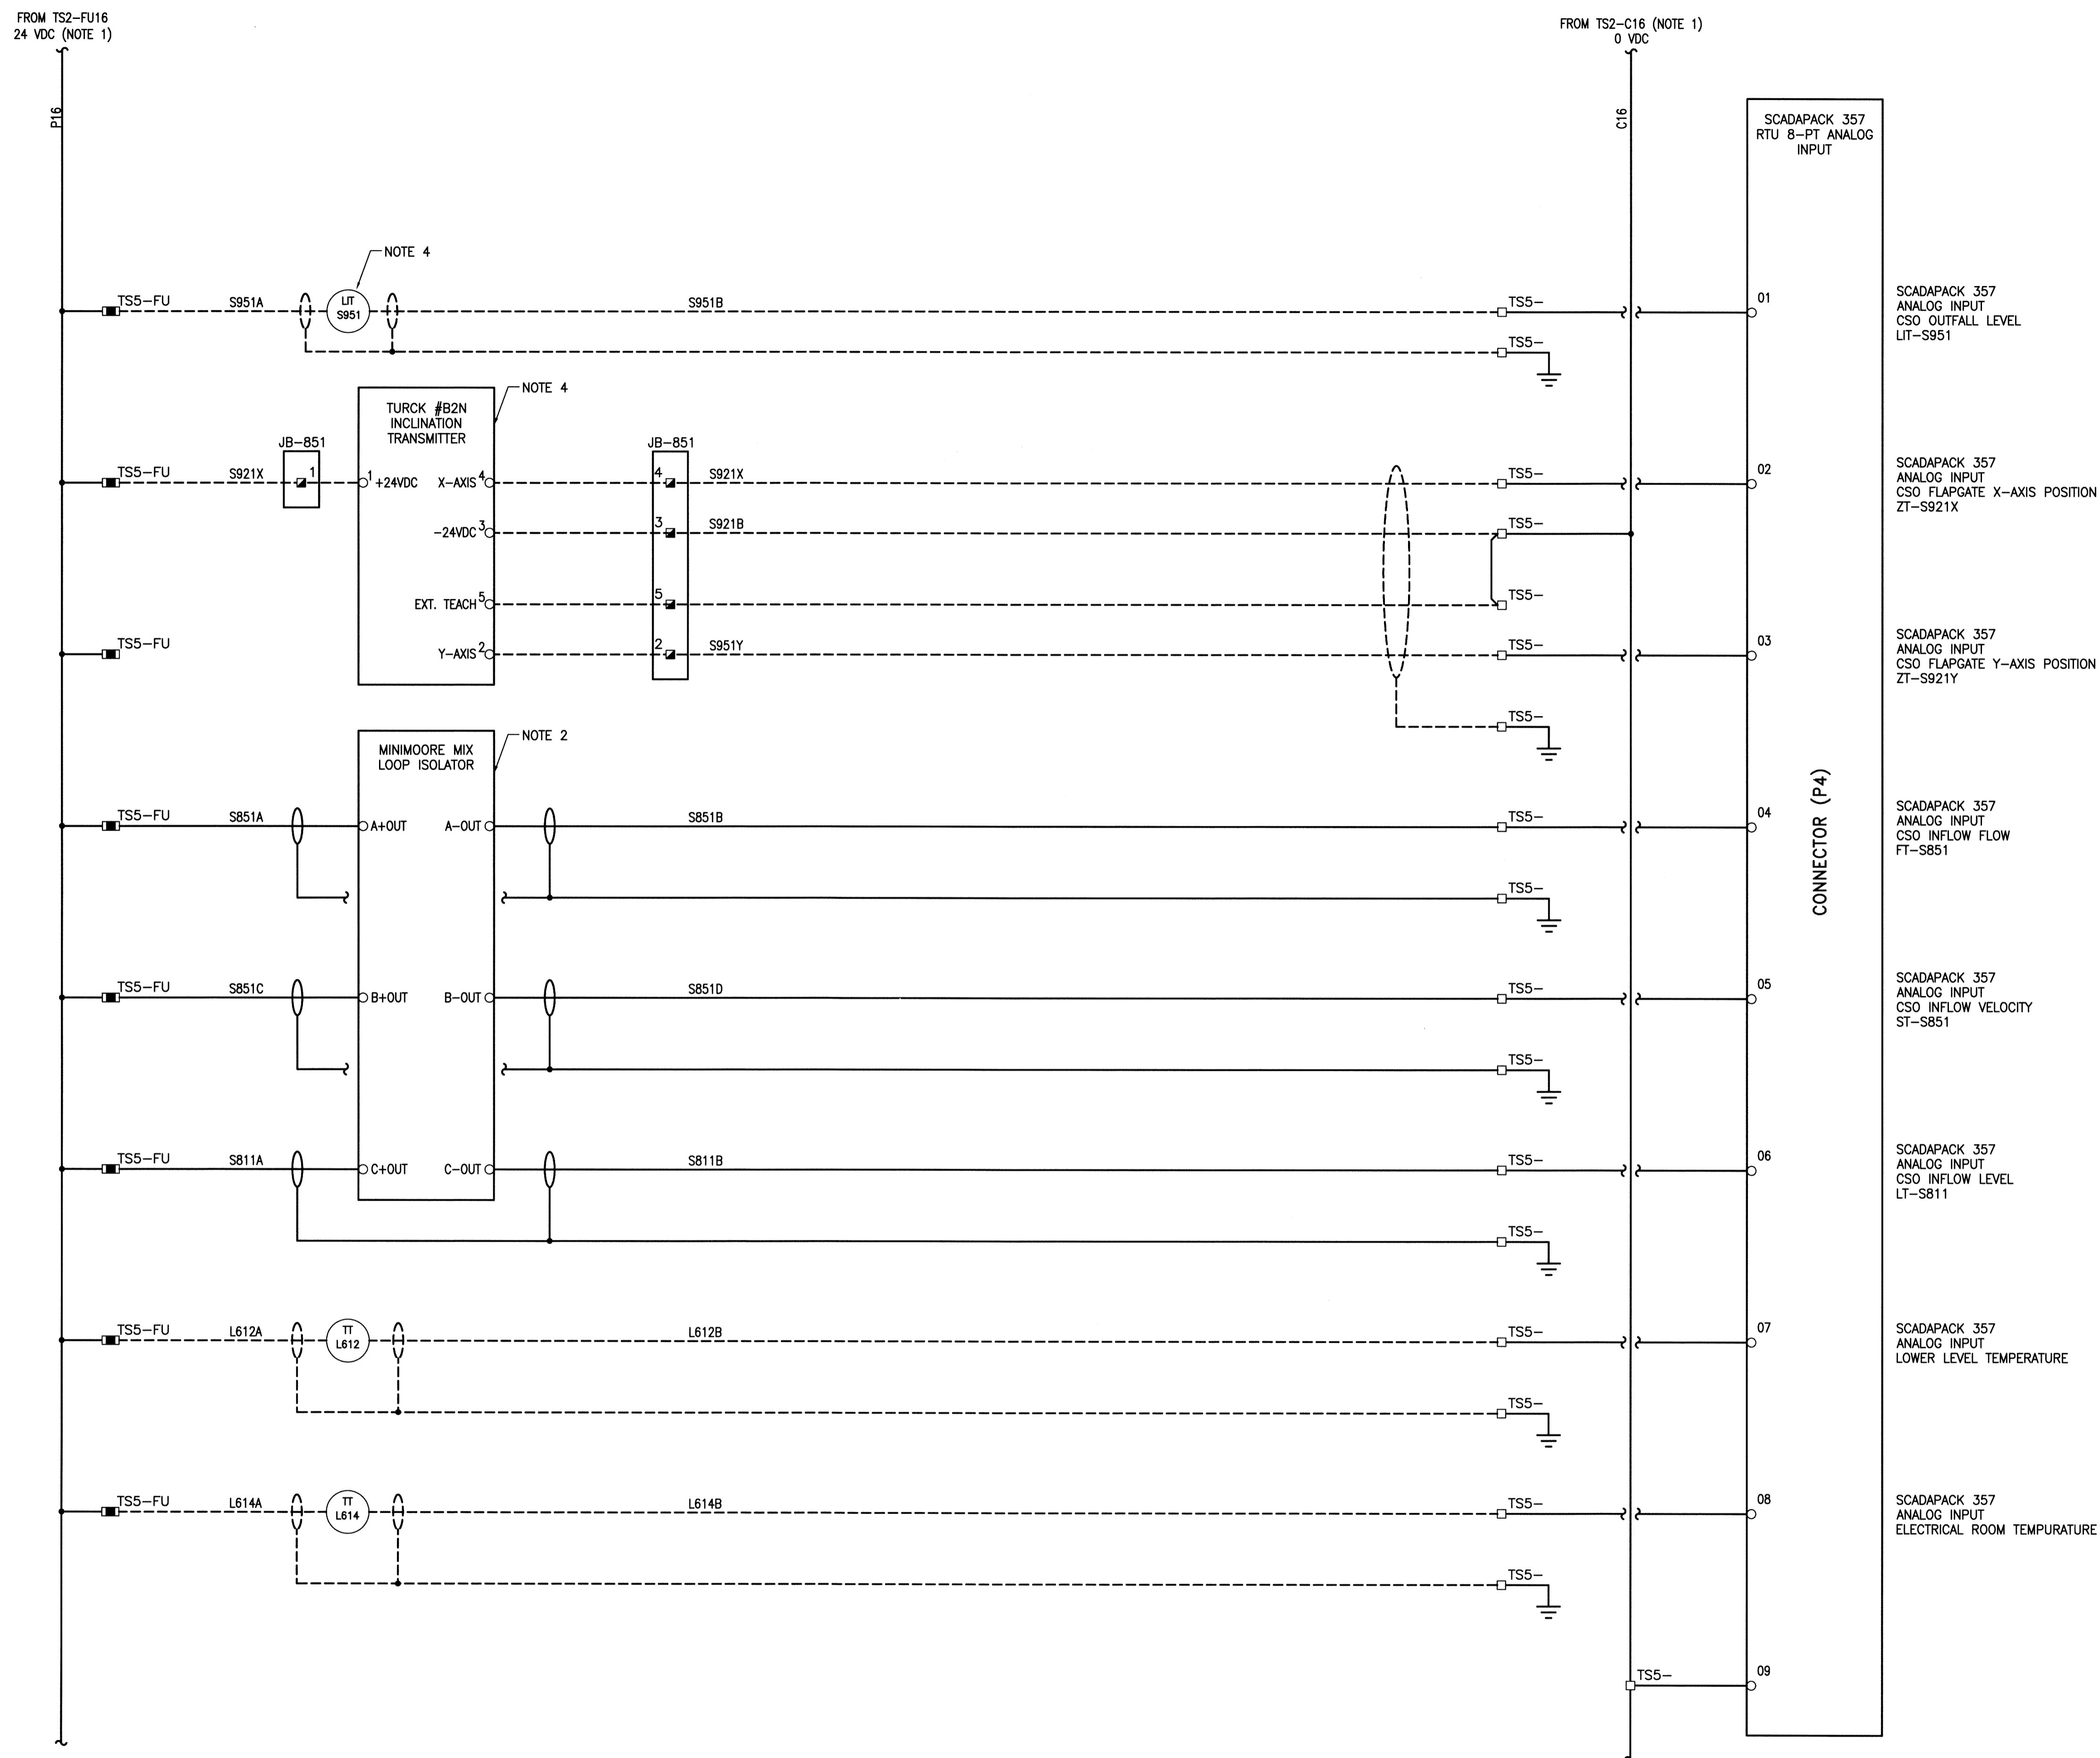 FROM TS2-FU16
24 VDC (NOTE 1)
FROM TS2-C16 (NOTE 1)
0 VDC
P16
C16
SCADAPACK 357
RTU 8-PT ANALOG
INPUT
CONNECTOR (P4)
NOTE 4
TS5-FU
S951A
LIT
S951
S951B
TS5-
01
SCADAPACK 357
ANALOG INPUT
CSO OUTFALL LEVEL
LIT-S951
TS5-
NOTE 4
TURCK #B2N
INCLINATION
TRANSMITTER
JB-851
JB-851
TS5-FU
S921X
1
1
+24VDC
X-AXIS
4
4
S921X
TS5-
02
SCADAPACK 357
ANALOG INPUT
CSO FLAPGATE X-AXIS POSITION
ZT-S921X
-24VDC
3
3
S921B
TS5-
EXT. TEACH
5
5
TS5-
TS5-FU
Y-AXIS
2
2
S951Y
TS5-
03
SCADAPACK 357
ANALOG INPUT
CSO FLAPGATE Y-AXIS POSITION
ZT-S921Y
TS5-
NOTE 2
MINIMOORE MIX
LOOP ISOLATOR
TS5-FU
S851A
A+OUT
A-OUT
S851B
TS5-
04
SCADAPACK 357
ANALOG INPUT
CSO INFLOW FLOW
FT-S851
TS5-
TS5-FU
S851C
B+OUT
B-OUT
S851D
TS5-
05
SCADAPACK 357
ANALOG INPUT
CSO INFLOW VELOCITY
ST-S851
TS5-
TS5-FU
S811A
C+OUT
C-OUT
S811B
TS5-
06
SCADAPACK 357
ANALOG INPUT
CSO INFLOW LEVEL
LT-S811
TS5-
TS5-FU
L612A
TT
L612
L612B
TS5-
07
SCADAPACK 357
ANALOG INPUT
LOWER LEVEL TEMPERATURE
TS5-
TS5-FU
L614A
TT
L614
L614B
TS5-
08
SCADAPACK 357
ANALOG INPUT
ELECTRICAL ROOM TEMPURATURE
TS5-
TS5-
09